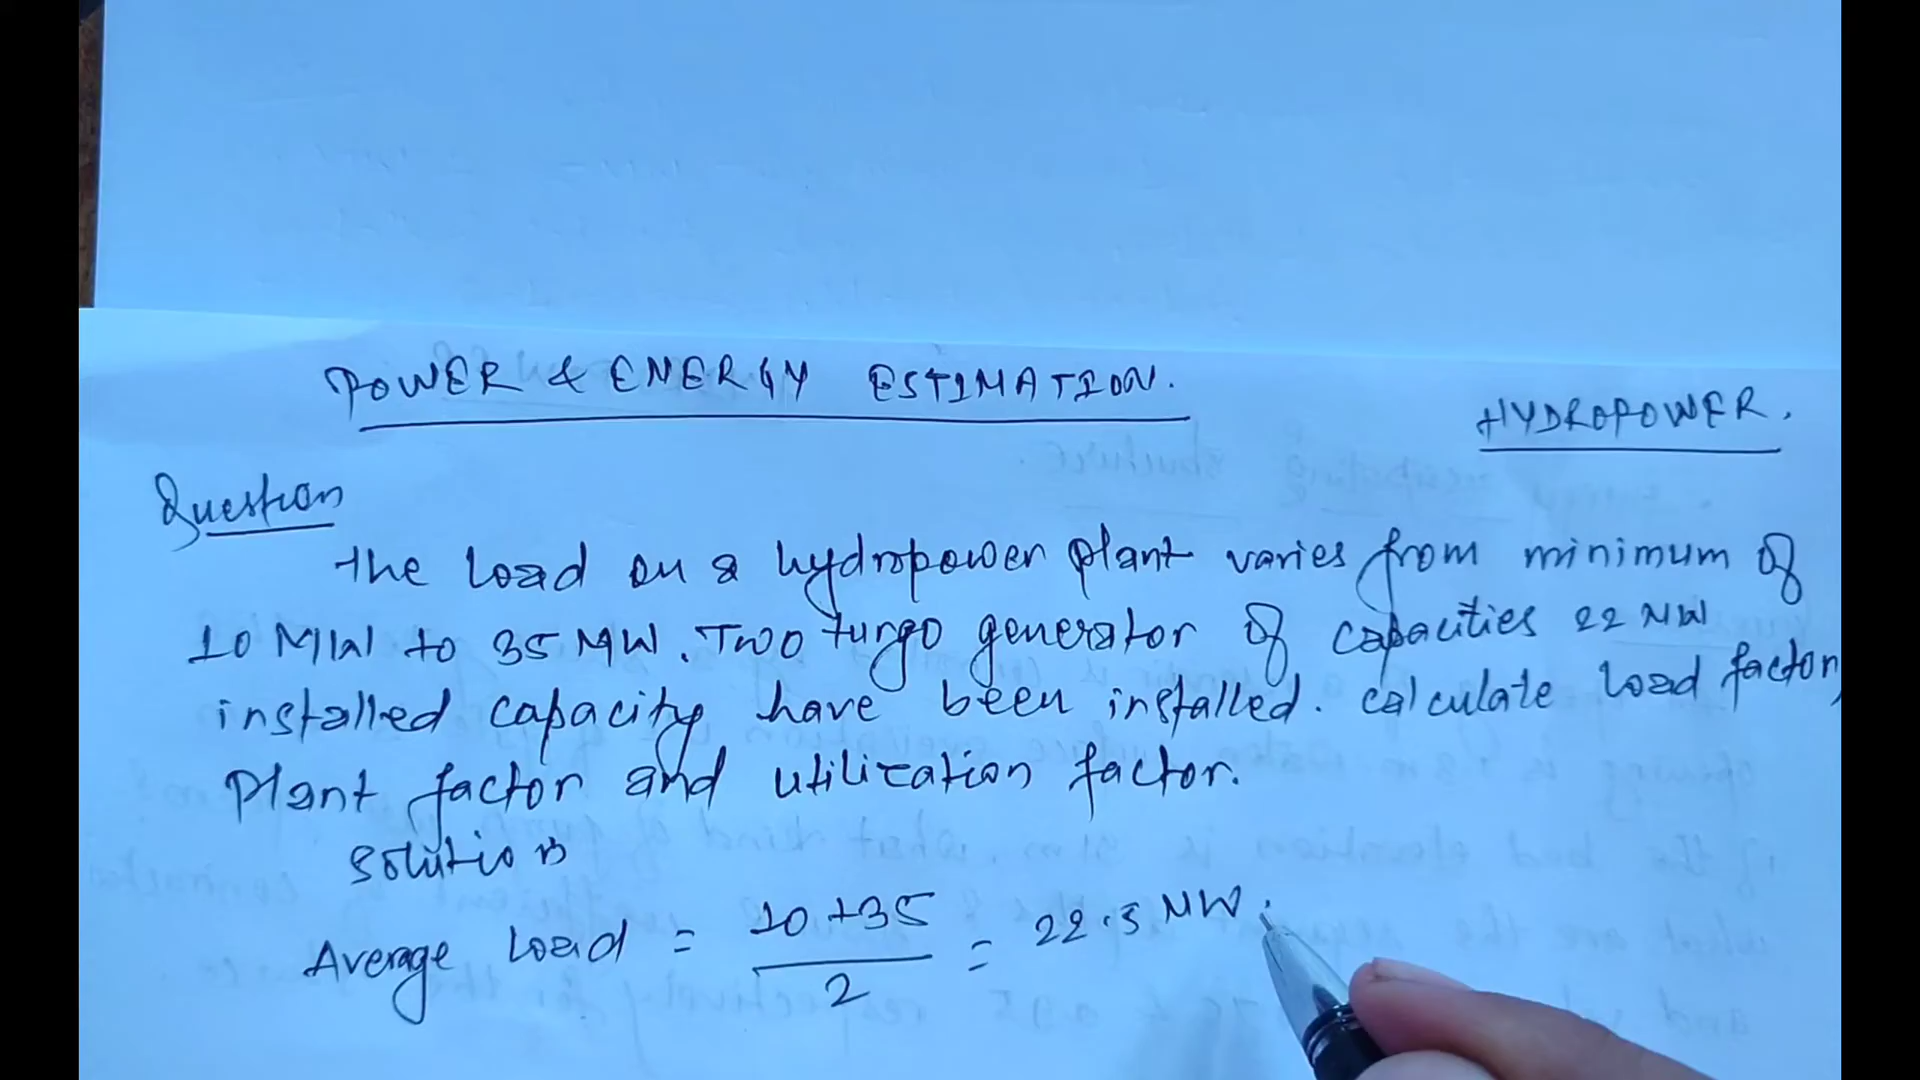 POWER & ENERGY ESTIMATION.
HYDROPOWER.
Question
The load on a hydropower plant varies from minimum of
10 MW to 35 MW. Two turgo generator of capacities 22 MW
installed capacity have been installed. calculate load factor,
plant factor and utilization factor.
solution
Average load = 10+35 / 2 = 22.5 MW.